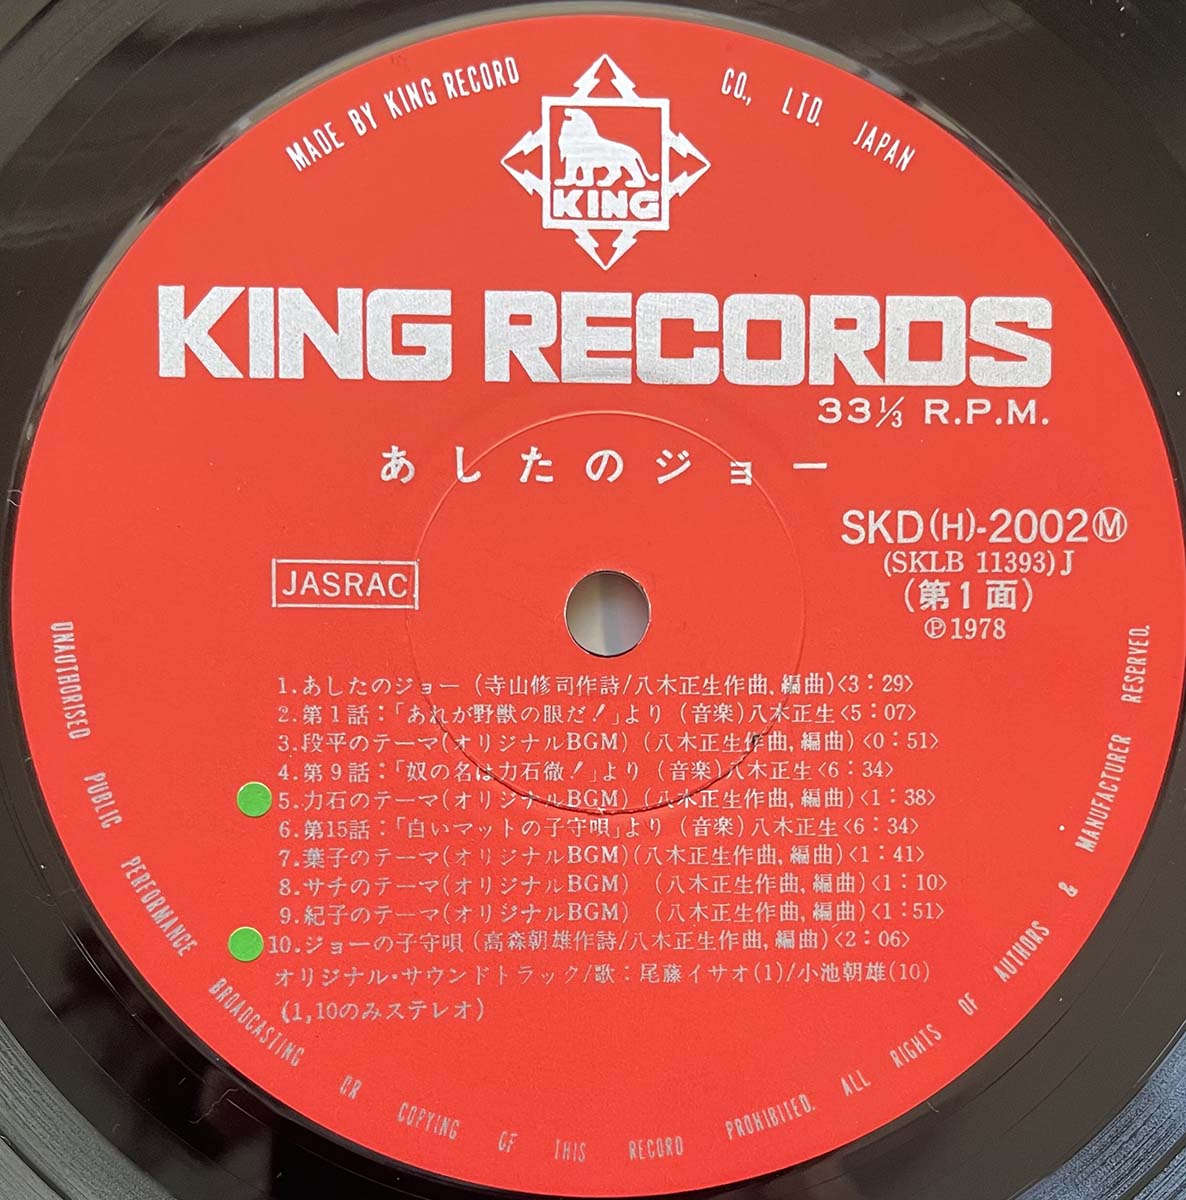 MADE BY KING RECORD CO., LTD. JAPAN
KING
KING RECORDS
33⅓ R.P.M.
あしたのジョー
SKD(H)-2002Ⓜ
(SKLB 11393)J
(第1面)
Ⓟ1978
JASRAC
1.あしたのジョー(寺山修司作詩/八木正生作曲,編曲)<3:29>
2.第1話:「あれが野獣の眼だ!」より(音楽)八木正生<5:07>
3.段平のテーマ(オリジナルBGM)(八木正生作曲,編曲)<0:51>
4.第9話:「奴の名は力石徹!」より(音楽)八木正生<6:34>
5.力石のテーマ(オリジナルBGM)(八木正生作曲,編曲)<1:38>
6.第15話:「白いマットの子守唄」より(音楽)八木正生<6:34>
7.葉子のテーマ(オリジナルBGM)(八木正生作曲,編曲)<1:41>
8.サチのテーマ(オリジナルBGM)(八木正生作曲,編曲)<1:10>
9.紀子のテーマ(オリジナルBGM)(八木正生作曲,編曲)<1:51>
10.ジョーの子守唄(高森朝雄作詩/八木正生作曲,編曲)<2:06>
オリジナル・サウンドトラック/歌:尾藤イサオ(1)/小池朝雄(10)
(1,10のみステレオ)
UNAUTHORISED PUBLIC PERFORMANCE BROADCASTING OR COPYING OF THIS RECORD PROHIBITED. ALL RIGHTS OF AUTHORS & MANUFACTURER RESERVED.